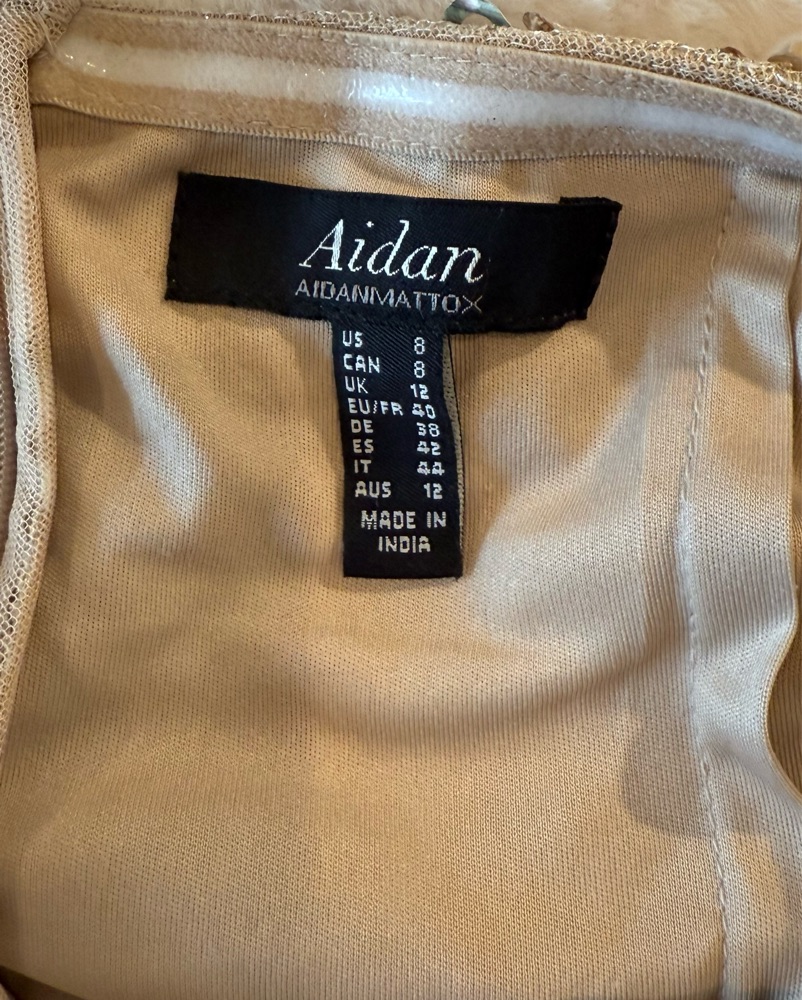 Aidan
AIDANMATTOX
US 8
CAN 8
UK 12
EU/FR 40
DE 38
ES 42
IT 44
AUS 12
MADE IN
INDIA